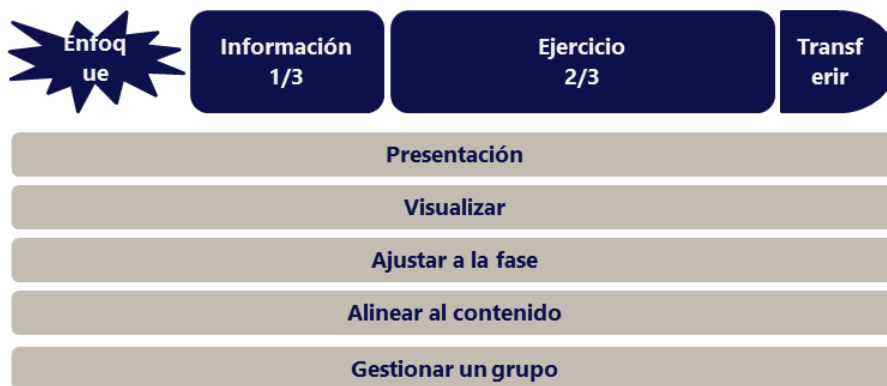 Enfoq
ue
Información
1/3
Ejercicio
2/3
Transf
erir
Presentación
Visualizar
Ajustar a la fase
Alinear al contenido
Gestionar un grupo